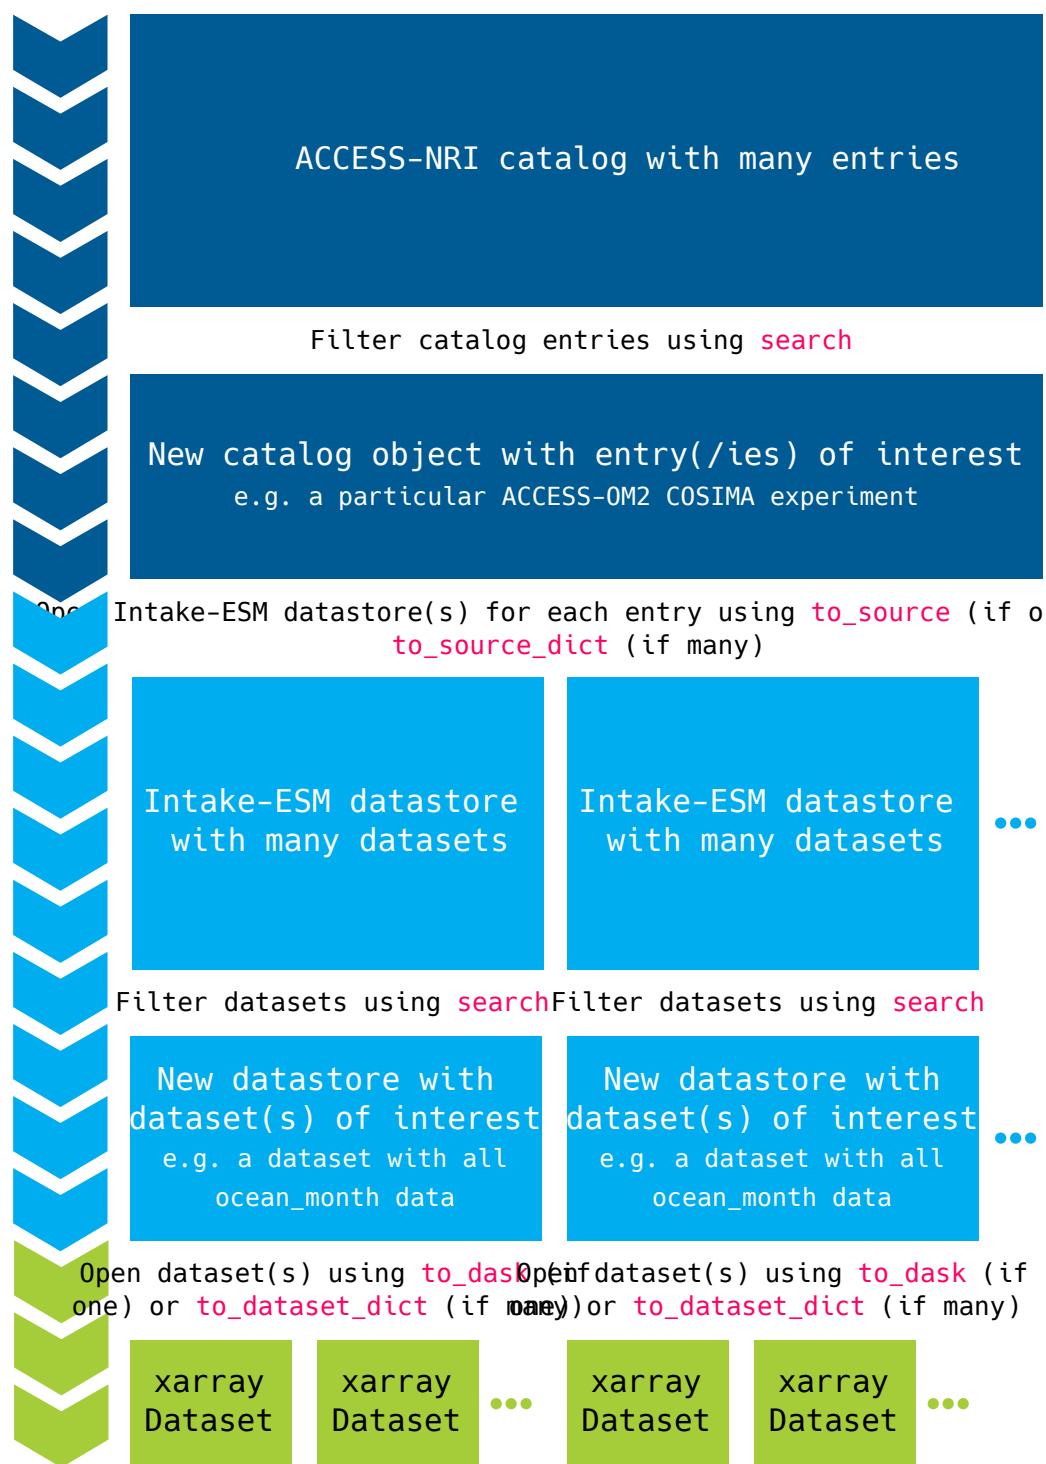 ACCESS-NRI catalog with many entries
Filter catalog entries using search
New catalog object with entry(/ies) of interest
e.g. a particular ACCESS-OM2 COSIMA experiment
Open Intake-ESM datastore(s) for each entry using to_source (if o
to_source_dict (if many)
Intake-ESM datastore
with many datasets
Intake-ESM datastore
with many datasets
Filter datasets using search
Filter datasets using search
New datastore with
dataset(s) of interest
e.g. a dataset with all
ocean_month data
New datastore with
dataset(s) of interest
e.g. a dataset with all
ocean_month data
Open dataset(s) using to_dask (if
one) or to_dataset_dict (if many)
Open dataset(s) using to_dask (if
one) or to_dataset_dict (if many)
xarray
Dataset
xarray
Dataset
xarray
Dataset
xarray
Dataset